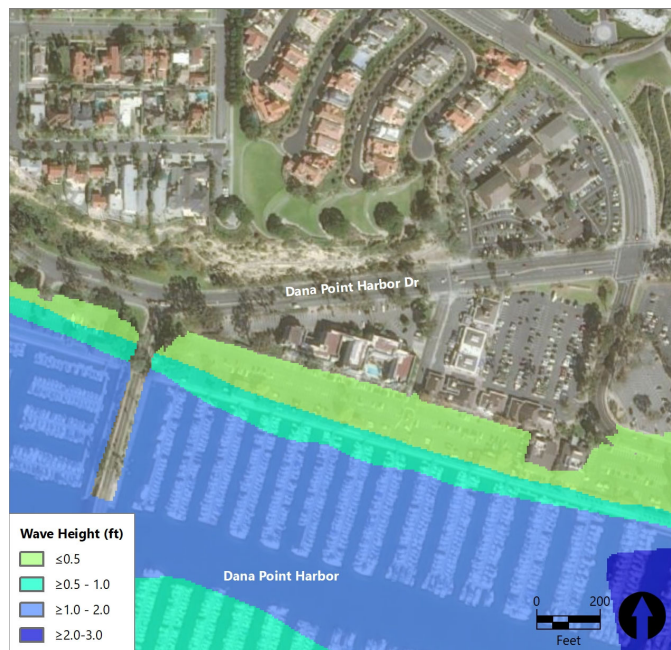 Dana Point Harbor Dr
Wave Height (ft)
≤0.5
≥0.5 - 1.0
≥1.0 - 2.0
≥2.0-3.0
Dana Point Harbor
0 200
Feet